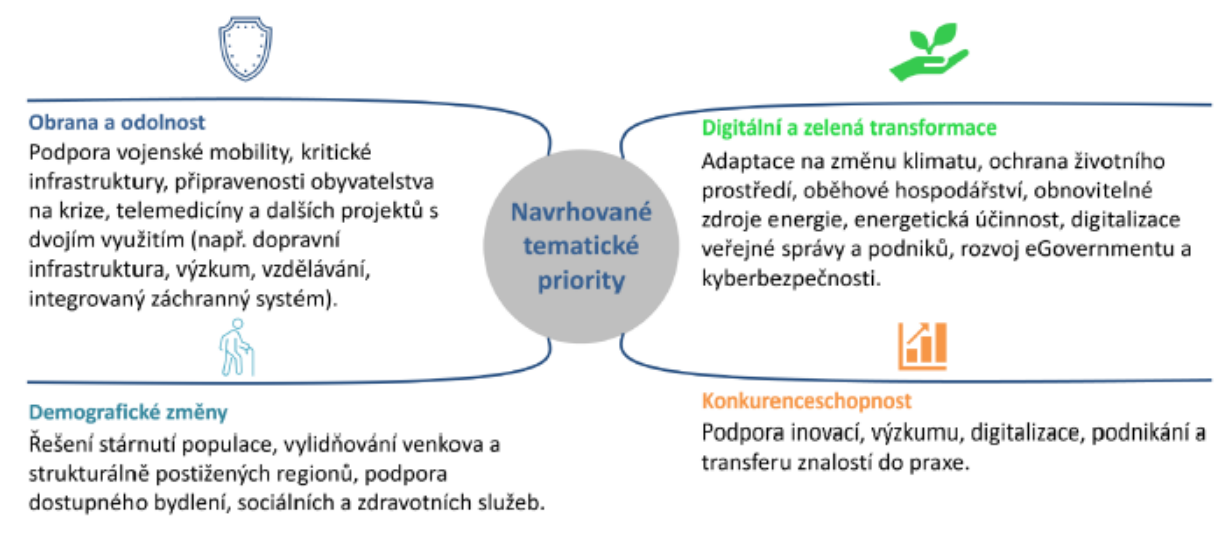 Obrana a odolnost
Podpora vojenské mobility, kritické
infrastruktury, připravenosti obyvatelstva
na krize, telemedicíny a dalších projektů s
dvojím využitím (např. dopravní
infrastruktura, výzkum, vzdělávání,
integrovaný záchranný systém).
Digitální a zelená transformace
Adaptace na změnu klimatu, ochrana životního
prostředí, oběhové hospodářství, obnovitelné
zdroje energie, energetická účinnost, digitalizace
veřejné správy a podniků, rozvoj eGovernmentu a
kyberbezpečnosti.
Navrhované
tematické
priority
Demografické změny
Řešení stárnutí populace, vylidňování venkova a
strukturálně postižených regionů, podpora
dostupného bydlení, sociálních a zdravotních služeb.
Konkurenceschopnost
Podpora inovací, výzkumu, digitalizace, podnikání a
transferu znalostí do praxe.